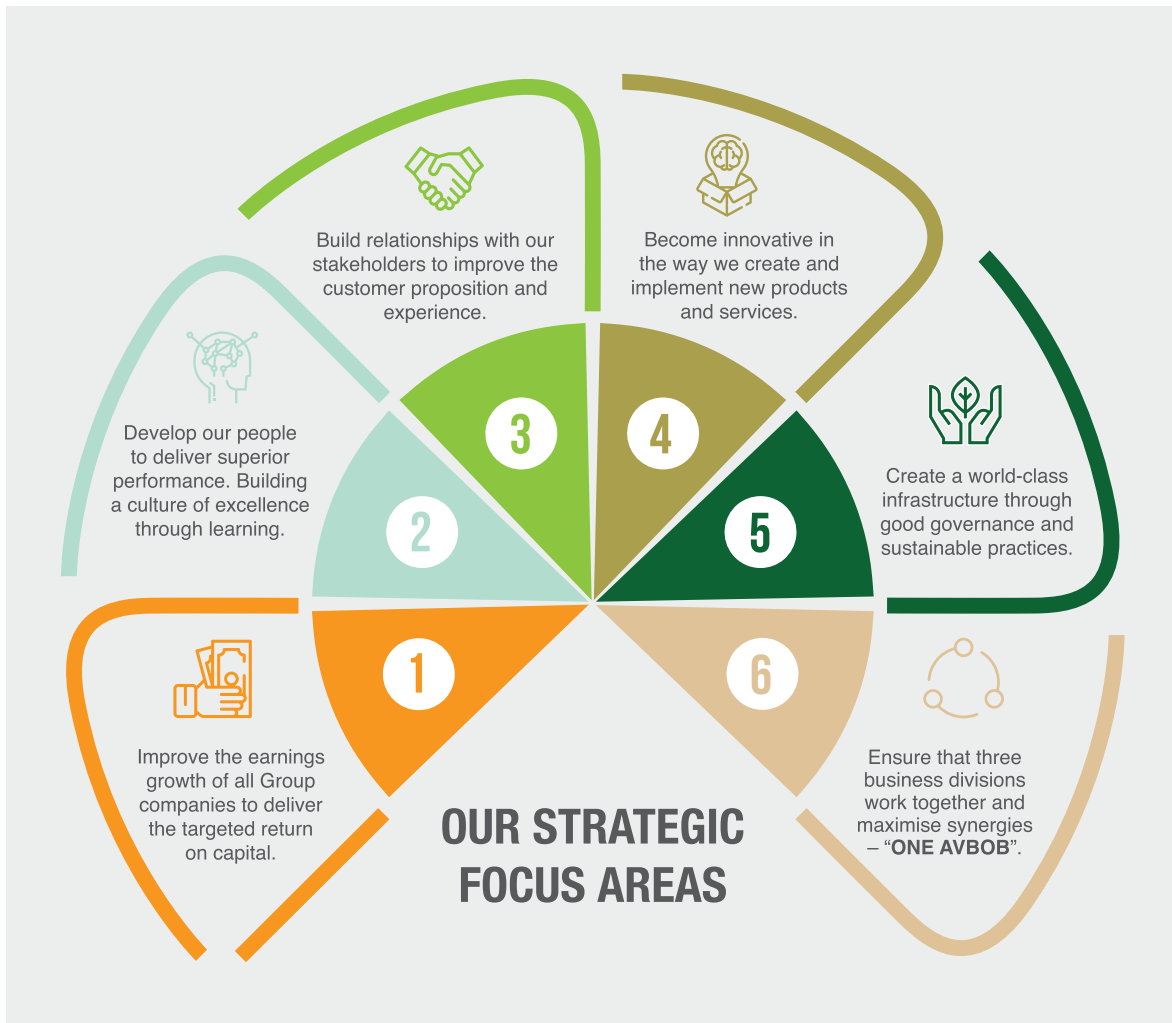 1
Improve the earnings
growth of all Group
companies to deliver
the targeted return
on capital.
2
Develop our people
to deliver superior
performance. Building
a culture of excellence
through learning.
3
Build relationships with our
stakeholders to improve the
customer proposition and
experience.
4
Become innovative in
the way we create and
implement new products
and services.
5
Create a world-class
infrastructure through
good governance and
sustainable practices.
6
Ensure that three
business divisions
work together and
maximise synergies
– “ONE AVBOB”.
OUR STRATEGIC
FOCUS AREAS